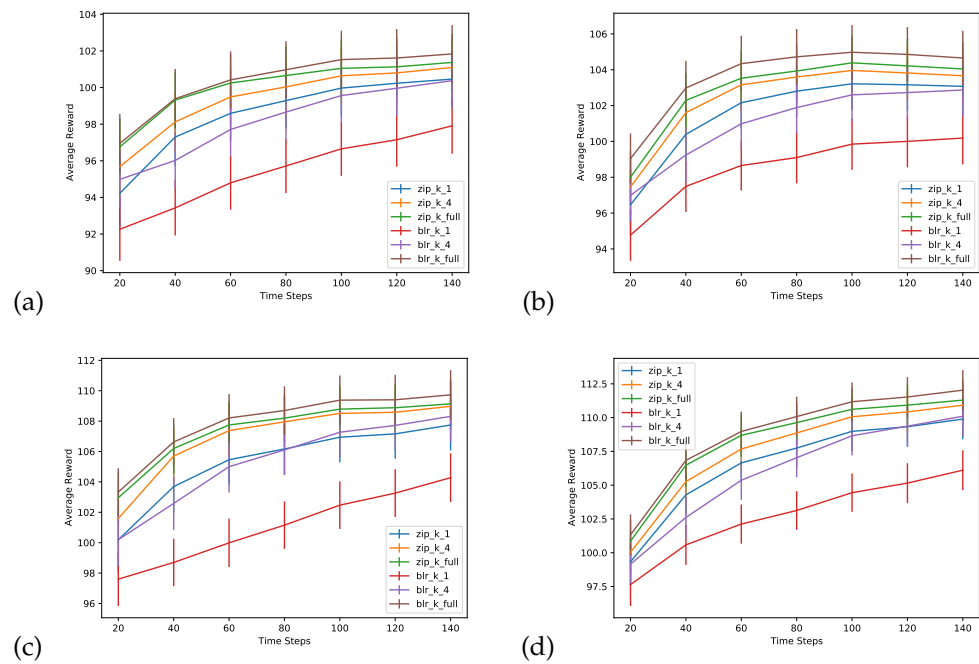 104
102
100
98
96
94
92
90
Average Reward
20 40 60 80 100 120 140
Time Steps
zip_k_1
zip_k_4
zip_k_full
blr_k_1
blr_k_4
blr_k_full
(a)
106
104
102
100
98
96
94
Average Reward
20 40 60 80 100 120 140
Time Steps
zip_k_1
zip_k_4
zip_k_full
blr_k_1
blr_k_4
blr_k_full
(b)
112
110
108
106
104
102
100
98
96
Average Reward
20 40 60 80 100 120 140
Time Steps
zip_k_1
zip_k_4
zip_k_full
blr_k_1
blr_k_4
blr_k_full
(c)
112.5
110.0
107.5
105.0
102.5
100.0
97.5
Average Reward
20 40 60 80 100 120 140
Time Steps
zip_k_1
zip_k_4
zip_k_full
blr_k_1
blr_k_4
blr_k_full
(d)